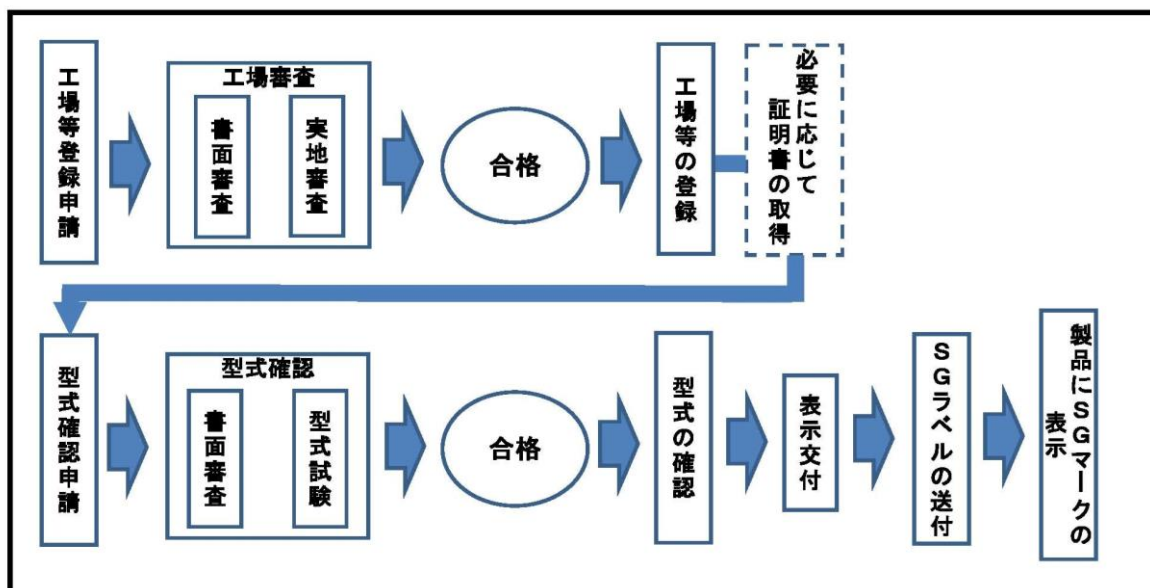 工場等登録申請
工場審査
書面審査
実地審査
合格
工場等の登録
必要に応じて
証明書の取得
型式確認申請
型式確認
書面審査
型式試験
合格
型式の確認
表示交付
ＳＧラベルの送付
製品にＳＧマークの
表示